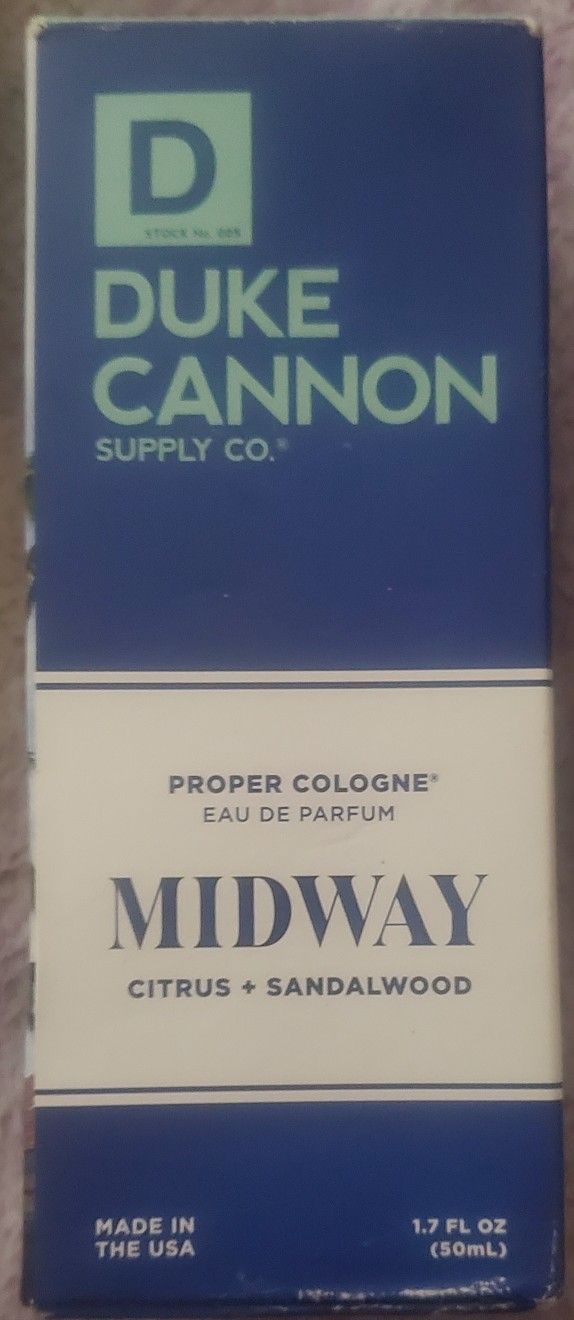 D
STOCK No. 005
DUKE
CANNON
SUPPLY CO.®
PROPER COLOGNE®
EAU DE PARFUM
MIDWAY
CITRUS + SANDALWOOD
MADE IN
THE USA
1.7 FL OZ
(50mL)